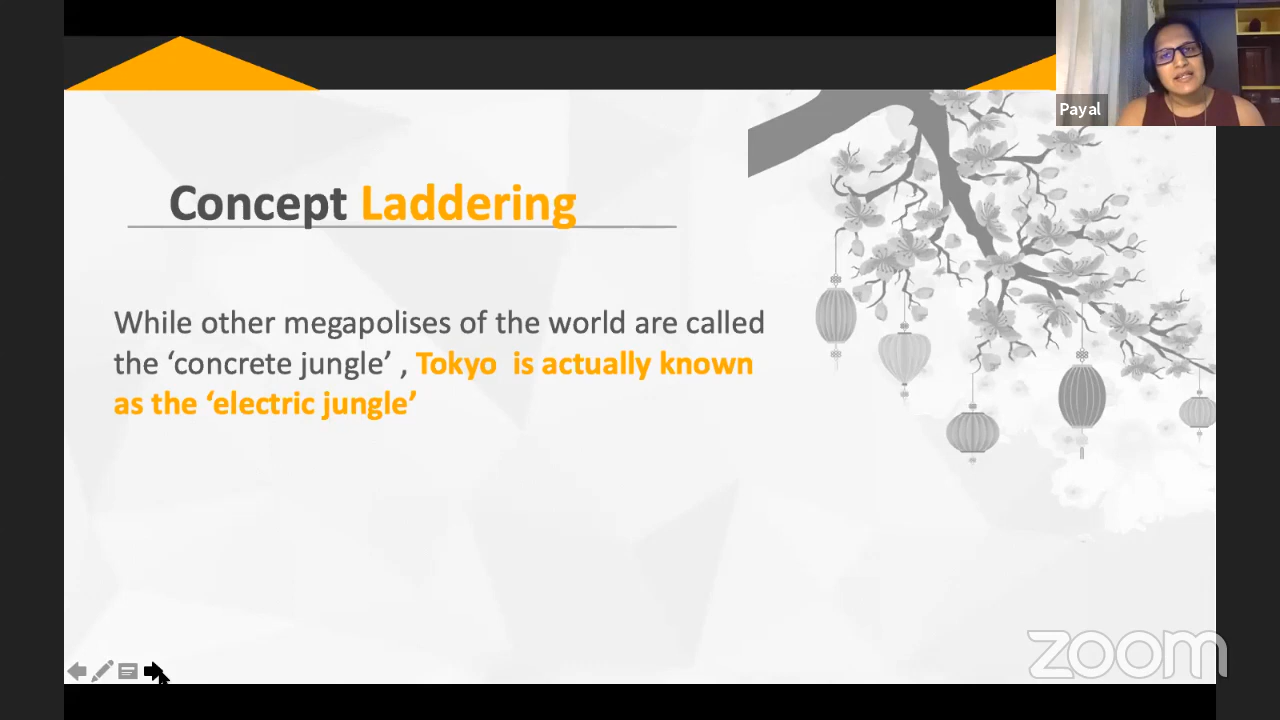 Payal
Concept Laddering
While other megapolises of the world are called
the ‘concrete jungle’ , Tokyo  is actually known
as the ‘electric jungle’
zoom